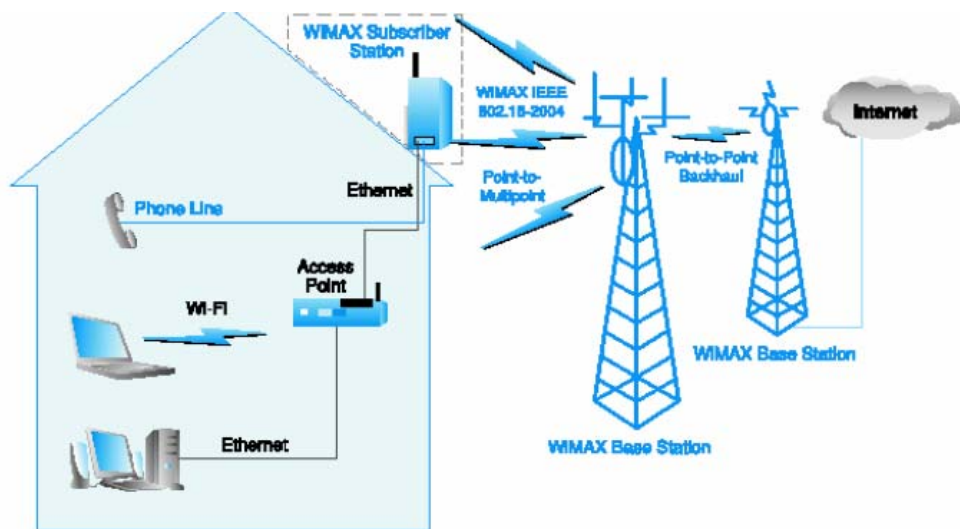 WIMAX Subscriber
Station
WIMAX IEEE
802.16-2004
Internet
Point-to-Point
Backhaul
Point-to-
Multipoint
Ethernet
Phone Line
Access
Point
Wi-Fi
WIMAX Base Station
Ethernet
WIMAX Base Station